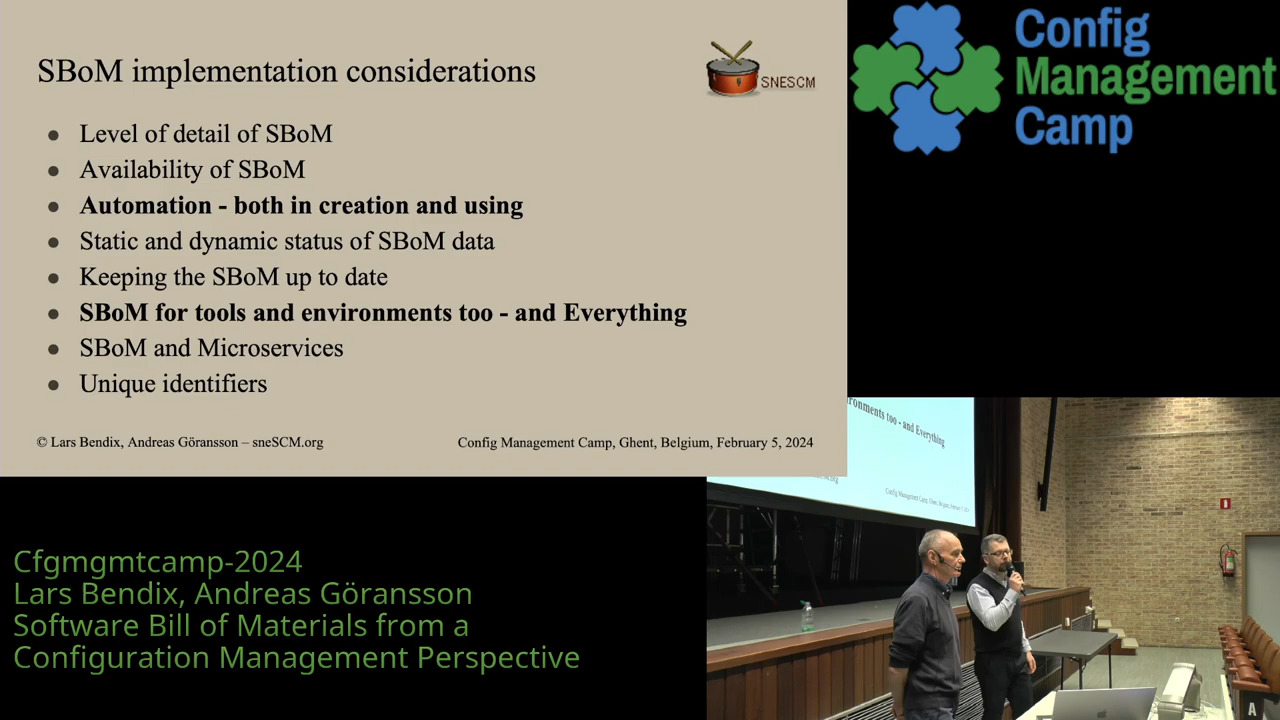 SBoM implementation considerations
SNESCM
● Level of detail of SBoM
● Availability of SBoM
● Automation - both in creation and using
● Static and dynamic status of SBoM data
● Keeping the SBoM up to date
● SBoM for tools and environments too - and Everything
● SBoM and Microservices
● Unique identifiers
© Lars Bendix, Andreas Göransson – sneSCM.org
Config Management Camp, Ghent, Belgium, February 5, 2024
Config
Management
Camp
ronments too - and Everything
Cfgmgmtcamp-2024
Lars Bendix, Andreas Göransson
Software Bill of Materials from a
Configuration Management Perspective
A